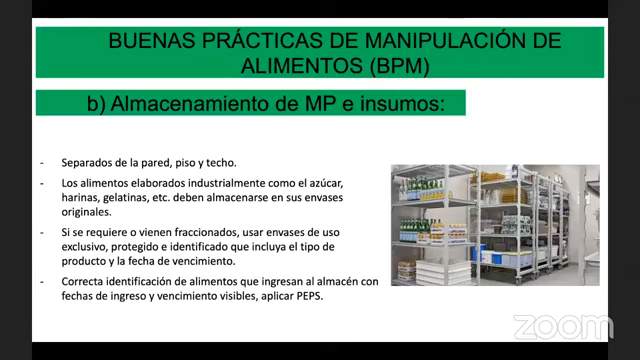 BUENAS PRÁCTICAS DE MANIPULACIÓN DE
ALIMENTOS (BPM)
b) Almacenamiento de MP e insumos:
- Separados de la pared, piso y techo.
- Los alimentos elaborados industrialmente como el azúcar,
harinas, gelatinas, etc. deben almacenarse en sus envases
originales.
- Si se requiere o vienen fraccionados, usar envases de uso
exclusivo, protegido e identificado que incluya el tipo de
producto y la fecha de vencimiento.
- Correcta identificación de alimentos que ingresan al almacén con
fechas de ingreso y vencimiento visibles, aplicar PEPS.
zoom